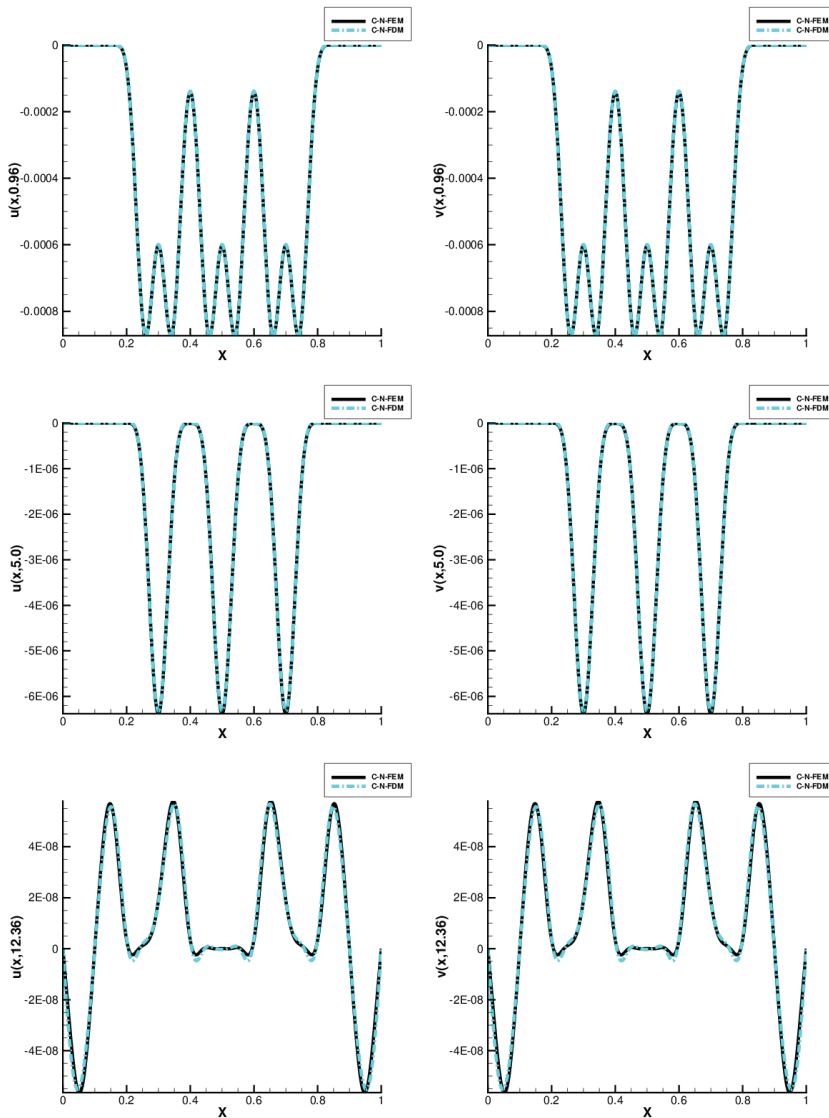 C-N-FEM
C-N-FDM
C-N-FEM
C-N-FDM
0
-0.0002
-0.0004
-0.0006
-0.0008
u(x,0.96)
0 0.2 0.4 0.6 0.8 1
X
0
-0.0002
-0.0004
-0.0006
-0.0008
v(x,0.96)
0 0.2 0.4 0.6 0.8 1
X
C-N-FEM
C-N-FDM
C-N-FEM
C-N-FDM
0
-1E-06
-2E-06
-3E-06
-4E-06
-5E-06
-6E-06
u(x,5.0)
0 0.2 0.4 0.6 0.8 1
X
0
-1E-06
-2E-06
-3E-06
-4E-06
-5E-06
-6E-06
v(x,5.0)
0 0.2 0.4 0.6 0.8 1
X
C-N-FEM
C-N-FDM
C-N-FEM
C-N-FDM
4E-08
2E-08
0
-2E-08
-4E-08
u(x,12.36)
0 0.2 0.4 0.6 0.8 1
X
4E-08
2E-08
0
-2E-08
-4E-08
v(x,12.36)
0 0.2 0.4 0.6 0.8 1
X